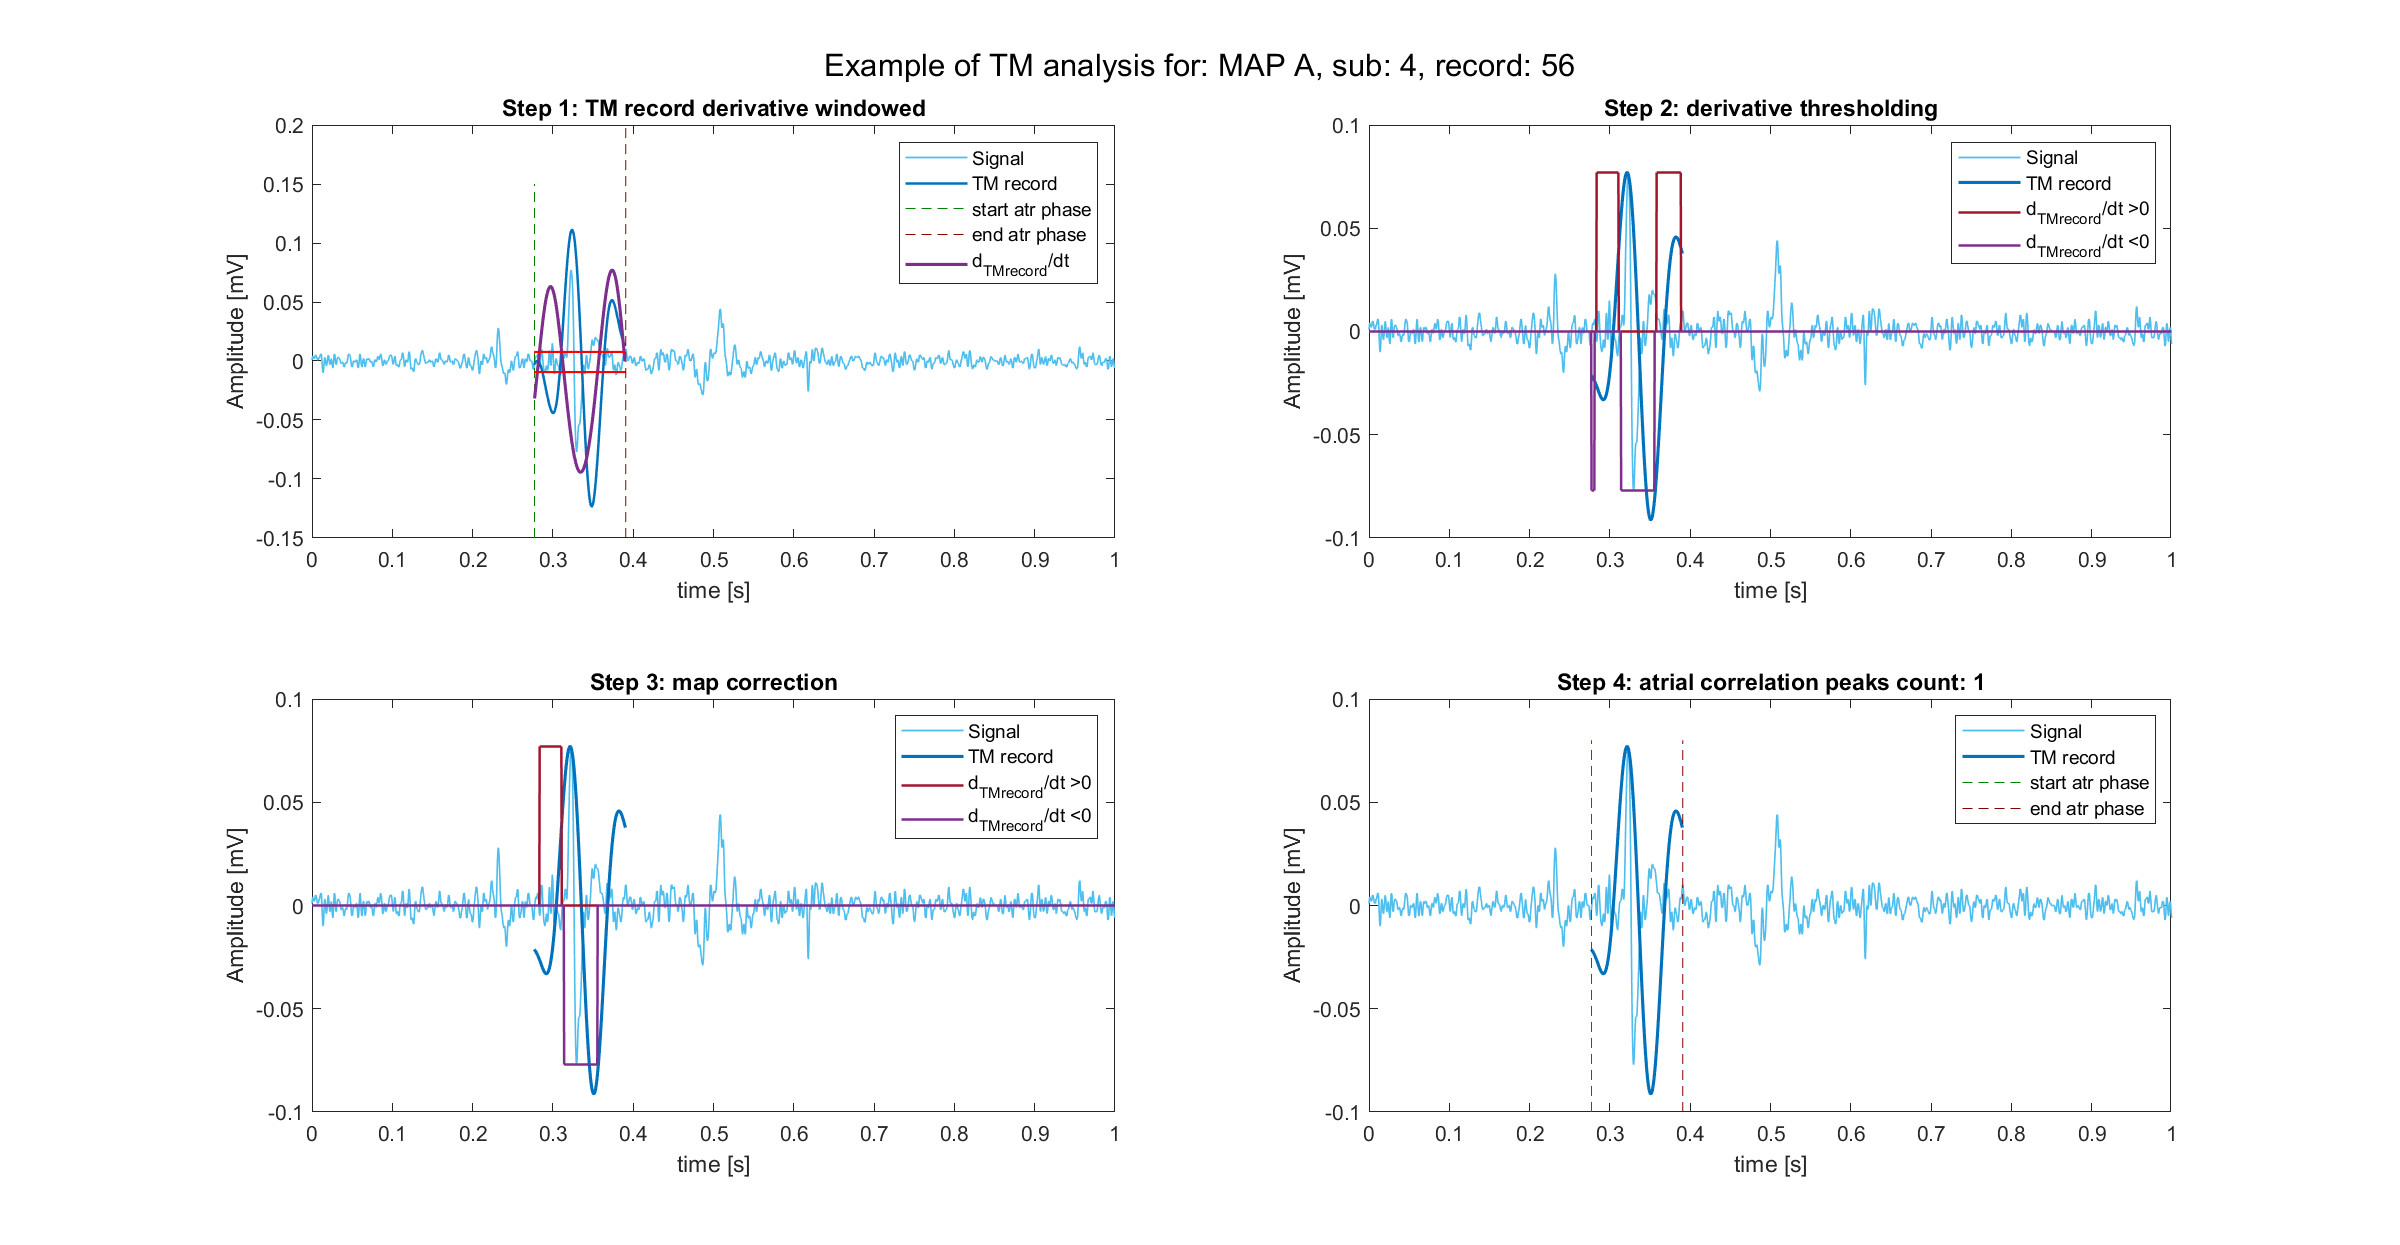 Example of TM analysis for: MAP A, sub: 4, record: 56
Step 1: TM record derivative windowed
0.2
0.15
0.1
0.05
0
-0.05
-0.1
-0.15
Amplitude [mV]
0 0.1 0.2 0.3 0.4 0.5 0.6 0.7 0.8 0.9 1
time [s]
Signal
TM record
start atr phase
end atr phase
dTMrecord/dt
Step 2: derivative thresholding
0.1
0.05
0
-0.05
-0.1
Amplitude [mV]
0 0.1 0.2 0.3 0.4 0.5 0.6 0.7 0.8 0.9 1
time [s]
Signal
TM record
dTMrecord/dt >0
dTMrecord/dt <0
Step 3: map correction
0.1
0.05
0
-0.05
-0.1
Amplitude [mV]
0 0.1 0.2 0.3 0.4 0.5 0.6 0.7 0.8 0.9 1
time [s]
Signal
TM record
dTMrecord/dt >0
dTMrecord/dt <0
Step 4: atrial correlation peaks count: 1
0.1
0.05
0
-0.05
-0.1
Amplitude [mV]
0 0.1 0.2 0.3 0.4 0.5 0.6 0.7 0.8 0.9 1
time [s]
Signal
TM record
start atr phase
end atr phase